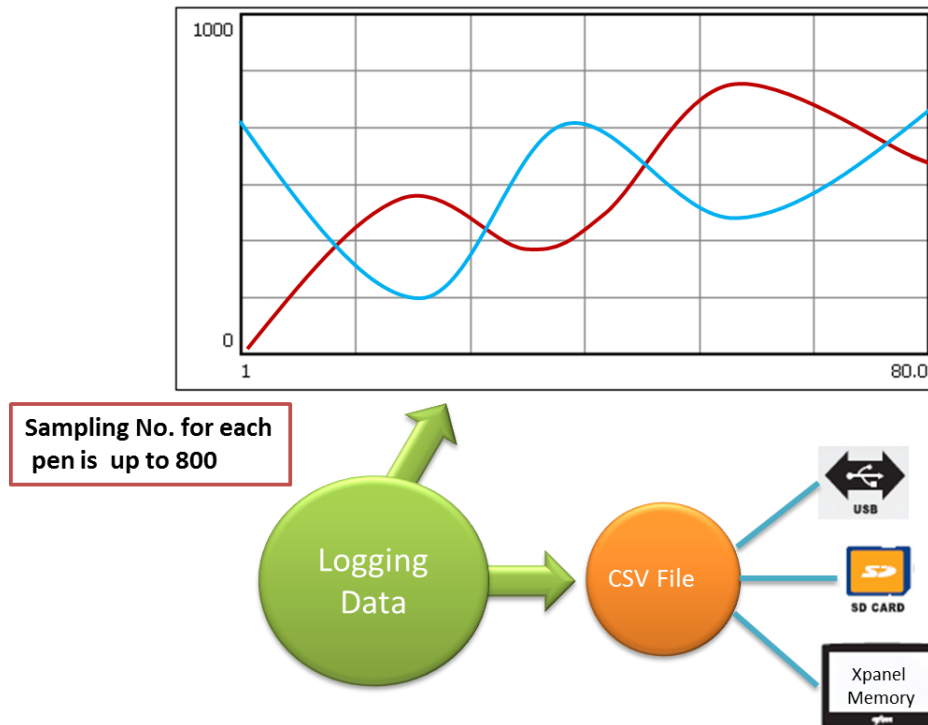 1000
0
1
80.0
Sampling No. for each
pen is up to 800
Logging
Data
CSV File
USB
SD
SD CARD
Xpanel
Memory